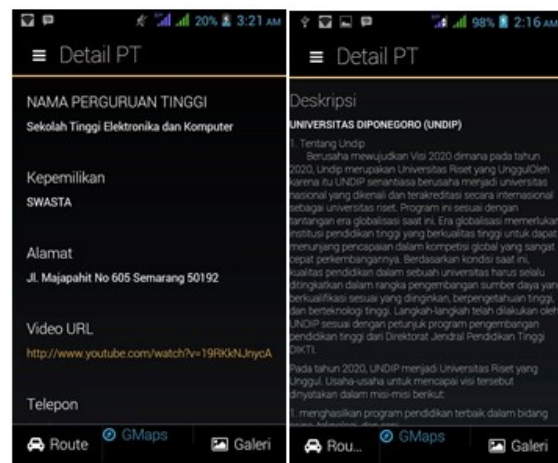 20% 3:21 AM
Detail PT
NAMA PERGURUAN TINGGI
Sekolah Tinggi Elektronika dan Komputer
Kepemilikan
SWASTA
Alamat
Jl. Majapahit No 605 Semarang 50192
Video URL
http://www.youtube.com/watch?v=19RKkNJnycA
Telepon
Route
GMaps
Galeri
98% 2:16 AM
Detail PT
Deskripsi
UNIVERSITAS DIPONEGORO (UNDIP)
1. Tentang Undip
Berusaha mewujudkan Visi 2020 dimana pada tahun
2020, Undip merupakan Universitas Riset yang UnggulOleh
karena itu UNDIP senantiasa berusaha menjadi universitas
nasional yang dikenali dan terakreditasi secara internasional
sebagai universitas riset. Program ini sesuai dengan
tantangan era globalisasi saat ini. Era globalisasi memerlukan
institusi pendidikan tinggi yang berkualitas tinggi untuk dapat
menunjang pencapaian dalam kompetisi global yang sangat
cepat perkembangannya. Berdasarkan kondisi saat ini,
kualitas pendidikan dalam sebuah universitas harus selalu
ditingkatkan dalam rangka pengembangan sumber daya yang
berkualifikasi sesuai yang diinginkan, berpengetahuan tinggi,
dan berteknologi tinggi. Langkah-langkah telah dilakukan oleh
UNDIP sesuai dengan petunjuk program pengembangan
pendidikan tinggi dari Direktorat Jendral Pendidikan Tinggi
DIKTI.
Pada tahun 2020, UNDIP menjadi Universitas Riset yang
Unggul. Usaha-usaha untuk mencapai visi tersebut
dinyatakan dalam misi-misi berikut:
1. menghasilkan program pendidikan terbaik dalam bidang
Rou...
GMaps
Galeri